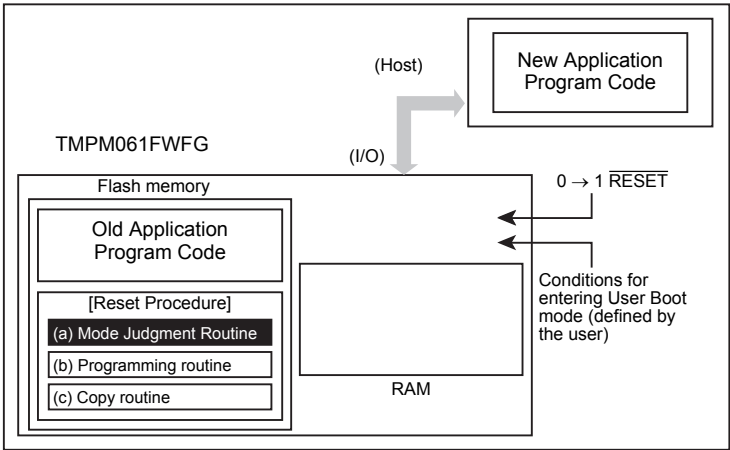 New Application
Program Code
(Host)
TMPM061FWFG
(I/O)
0 → 1 RESET
Flash memory
Old Application
Program Code
[Reset Procedure]
(a) Mode Judgment Routine
(b) Programming routine
(c) Copy routine
RAM
Conditions for
entering User Boot
mode (defined by
the user)